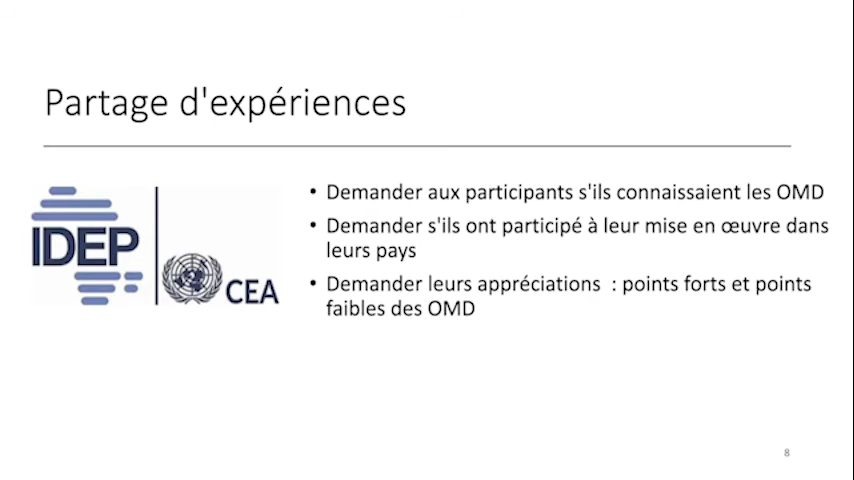 Partage d'expériences
IDEP
CEA
• Demander aux participants s'ils connaissaient les OMD
• Demander s'ils ont participé à leur mise en œuvre dans
leurs pays
• Demander leurs appréciations  : points forts et points
faibles des OMD
8